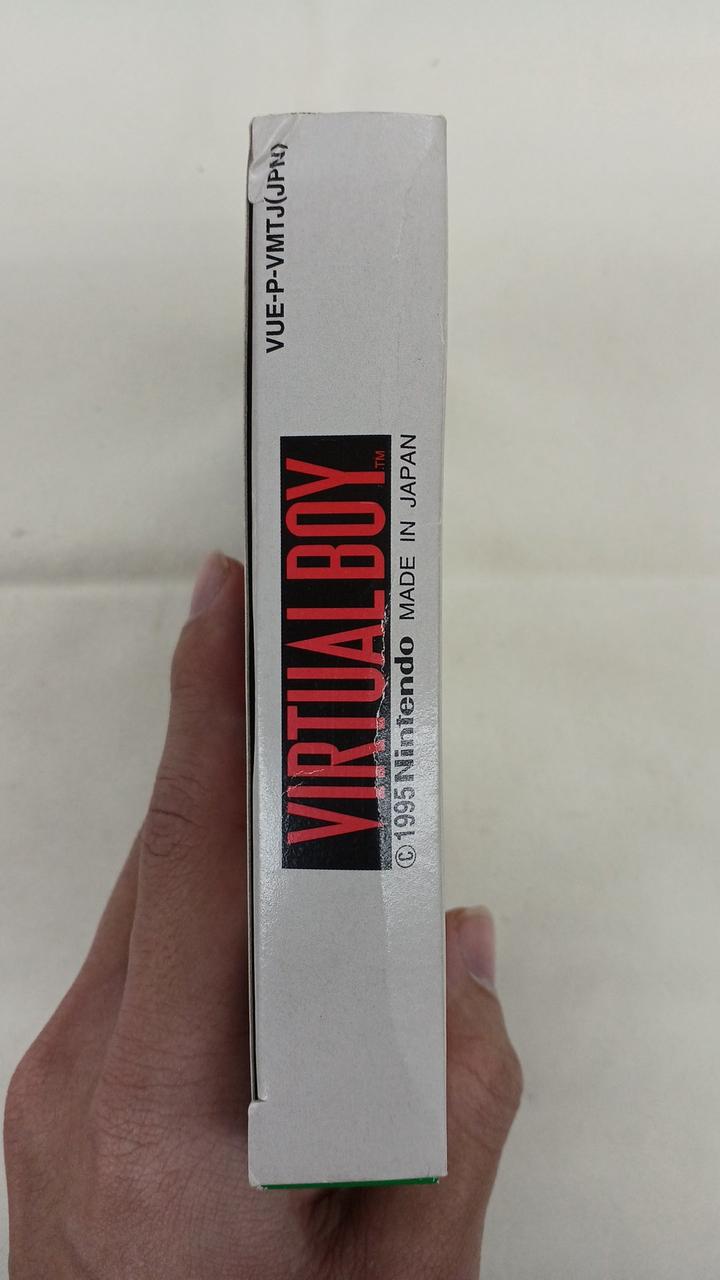 VUE-P-VMTJ(JPN)
VIRTUAL BOY™
©1995 Nintendo MADE IN JAPAN